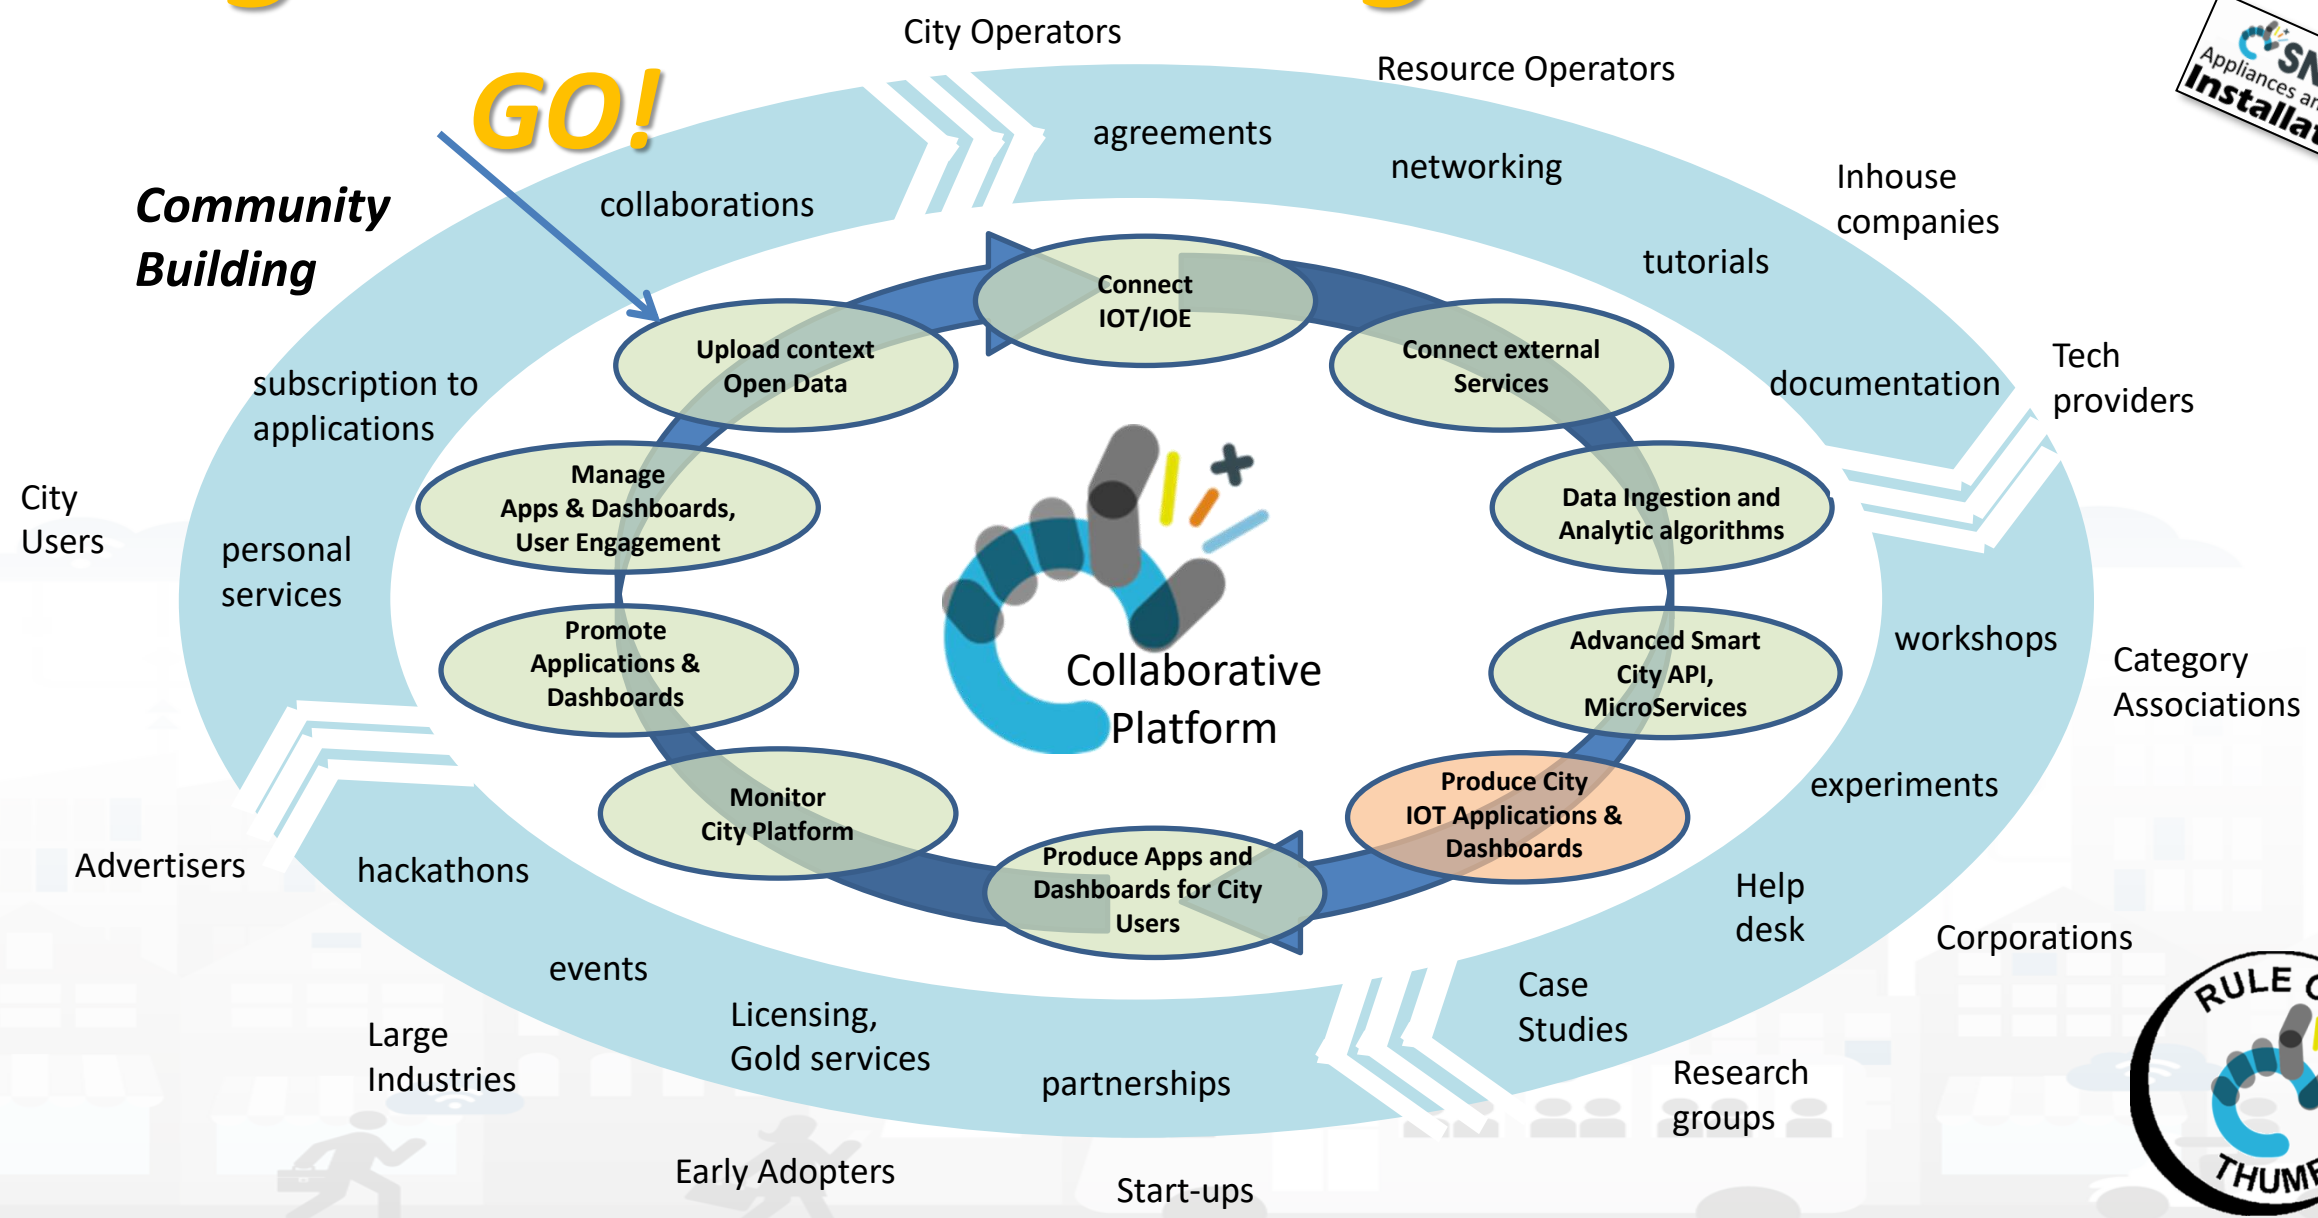 City Operators
Resource Operators
GO!
agreements
networking
Inhouse
companies
Appliances
Community
Building
collaborations
tutorials
Connect
IOT/IOE
Upload context
Open Data
Connect external
Services
documentation
Tech
providers
subscription to
applications
Manage
Apps & Dashboards,
User Engagement
Data Ingestion and
Analytic algorithms
City
Users
personal
services
Promote
Applications &
Dashboards
Collaborative
Platform
Advanced Smart
City API,
MicroServices
workshops
Category
Associations
Monitor
City Platform
Produce City
IOT Applications &
Dashboards
experiments
Advertisers
hackathons
Produce Apps and
Dashboards for City
Users
Help
desk
Corporations
events
Case
Studies
Licensing,
Gold services
Large
Industries
partnerships
Research
groups
Early Adopters
Start-ups
RULE